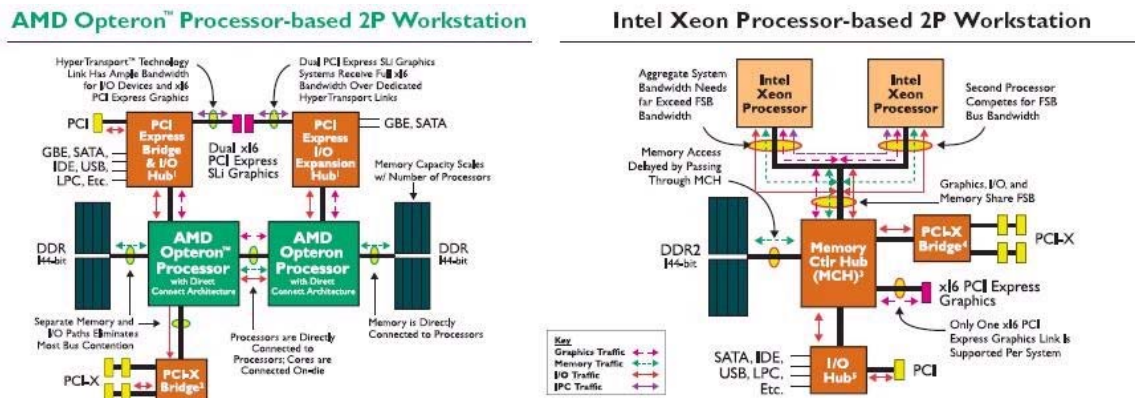 AMD Opteron™ Processor-based 2P Workstation
HyperTransport™ Technology
Link Has Ample Bandwidth
for I/O Devices and x16
PCI Express Graphics
Dual PCI Express SLi Graphics
Systems Receive Full x16
Bandwidth Over Dedicated
HyperTransport Links
PCI
PCI
Express
Bridge
& I/O
Hub¹
GBE, SATA,
IDE, USB,
LPC, Etc.
Dual x16
PCI Express
SLi Graphics
PCI
Express
I/O
Expansion
Hub¹
GBE, SATA
Memory Capacity Scales
w/ Number of Processors
DDR
144-bit
AMD
Opteron™
Processor
with Direct
Connect Architecture
AMD
Opteron
Processor
with Direct
Connect Architecture
DDR
144-bit
Separate Memory and
I/O Paths Eliminates
Most Bus Contention
Processors are Directly
Connected to
Processors; Cores are
Connected On-die
Memory is Directly
Connected to Processors
PCI-X
PCI-X
Bridge²
Intel Xeon Processor-based 2P Workstation
Aggregate System
Bandwidth Needs
far Exceed FSB
Bandwidth
Intel
Xeon
Processor
Intel
Xeon
Processor
Second Processor
Competes for FSB
Bus Bandwidth
Memory Access
Delayed by Passing
Through MCH
Graphics, I/O, and
Memory Share FSB
DDR2
144-bit
Memory
Ctlr Hub
(MCH)³
PCI-X
Bridge⁴
PCI-X
x16 PCI Express
Graphics
Only One x16 PCI
Express Graphics Link Is
Supported Per System
SATA, IDE,
USB, LPC,
Etc.
I/O
Hub⁵
PCI
Key
Graphics Traffic
Memory Traffic
I/O Traffic
IPC Traffic